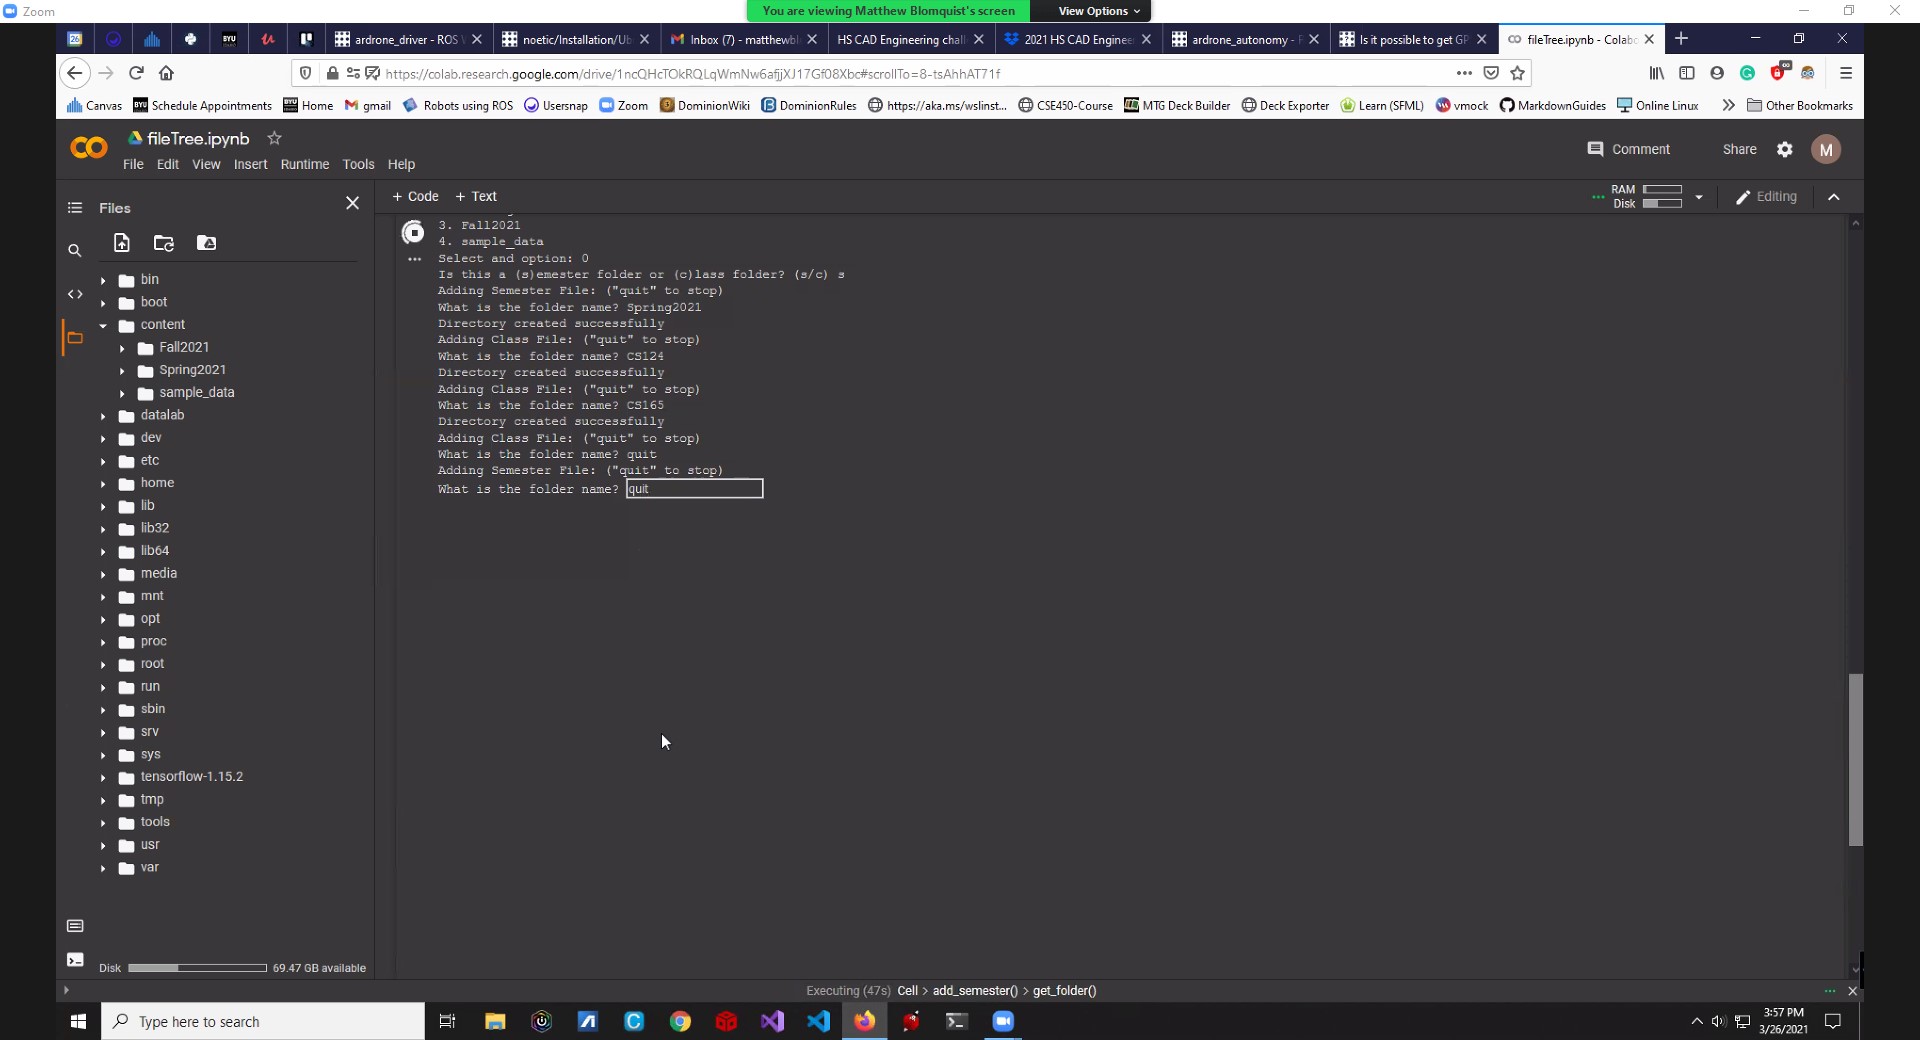 Zoom
You are viewing Matthew Blomquist's screen
View Options
26
BYU
ardrone_driver - ROS
noetic/Installation/Ub
Inbox (7) - matthewbl
HS CAD Engineering chall
2021 HS CAD Enginee
ardrone_autonomy - 
Is it possible to get GP
fileTree.ipynb - Colab
https://colab.research.google.com/drive/1ncQHcTOkRQLqWmNw6afjjXJ17Gf08Xbc#scrollTo=8-tsAhhAT71f
Canvas
BYU Schedule Appointments
BYU Home
gmail
Robots using ROS
Usersnap
Zoom
DominionWiki
DominionRules
https://aka.ms/wslinst...
CSE450-Course
MTG Deck Builder
Deck Exporter
Learn (SFML)
vmock
MarkdownGuides
Online Linux
Other Bookmarks
fileTree.ipynb
File Edit View Insert Runtime Tools Help
Comment
Share
M
Files
+ Code + Text
RAM
Disk
Editing
bin
boot
content
Fall2021
Spring2021
sample_data
datalab
dev
etc
home
lib
lib32
lib64
media
mnt
opt
proc
root
run
sbin
srv
sys
tensorflow-1.15.2
tmp
tools
usr
var
Disk 69.47 GB available
3. Fall2021
4. sample_data
Select and option: 0
Is this a (s)emester folder or (c)lass folder? (s/c) s
Adding Semester File: ("quit" to stop)
What is the folder name? Spring2021
Directory created successfully
Adding Class File: ("quit" to stop)
What is the folder name? CS124
Directory created successfully
Adding Class File: ("quit" to stop)
What is the folder name? CS165
Directory created successfully
Adding Class File: ("quit" to stop)
What is the folder name? quit
Adding Semester File: ("quit" to stop)
What is the folder name? quit
Executing (47s) Cell > add_semester() > get_folder()
Type here to search
3:57 PM
3/26/2021